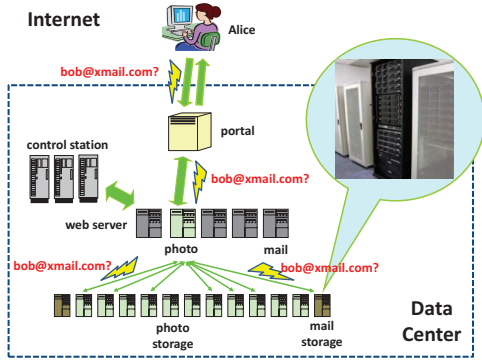 Internet
Alice
bob@xmail.com?
portal
control station
bob@xmail.com?
web server
photo
mail
bob@xmail.com?
bob@xmail.com?
photo
storage
mail
storage
Data
Center